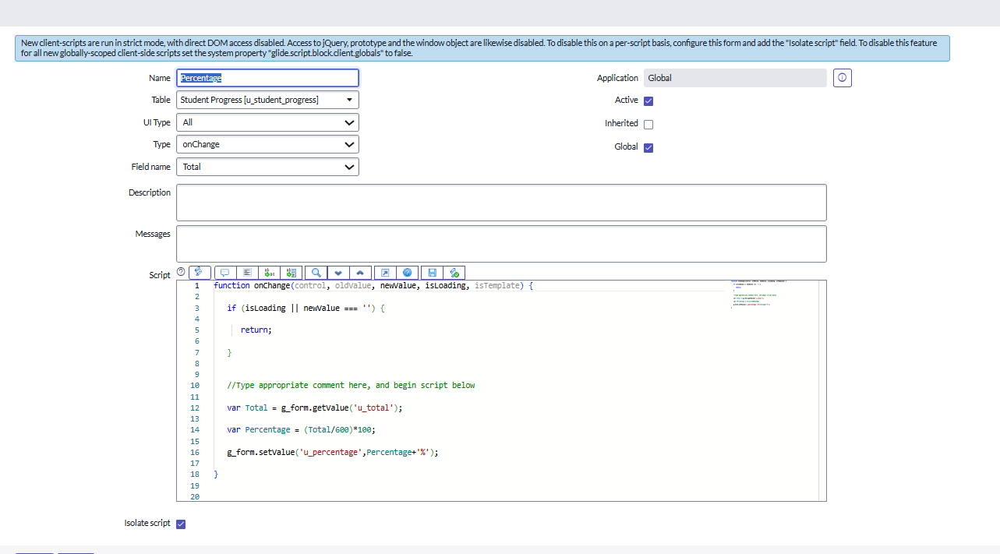 New client-scripts are run in strict mode, with direct DOM access disabled. Access to jQuery, prototype and the window object are likewise disabled. To disable this on a per-script basis, configure this form and add the "Isolate script" field. To disable this feature
for all new globally-scoped client-side scripts set the system property "glide.script.block.client.globals" to false.
Name Percentage
Application Global
Table Student Progress [u_student_progress]
Active
UI Type All
Inherited
Type onChange
Global
Field name Total
Description
Messages
Script
1 function onChange(control, oldValue, newValue, isLoading, isTemplate) {
2
3 if (isLoading || newValue === '') {
4
5 return;
6
7 }
8
9
10 //Type appropriate comment here, and begin script below
11
12 var Total = g_form.getValue('u_total');
13
14 var Percentage = (Total/600)*100;
15
16 g_form.setValue('u_percentage',Percentage+'%');
17
18 }
19
20
Isolate script